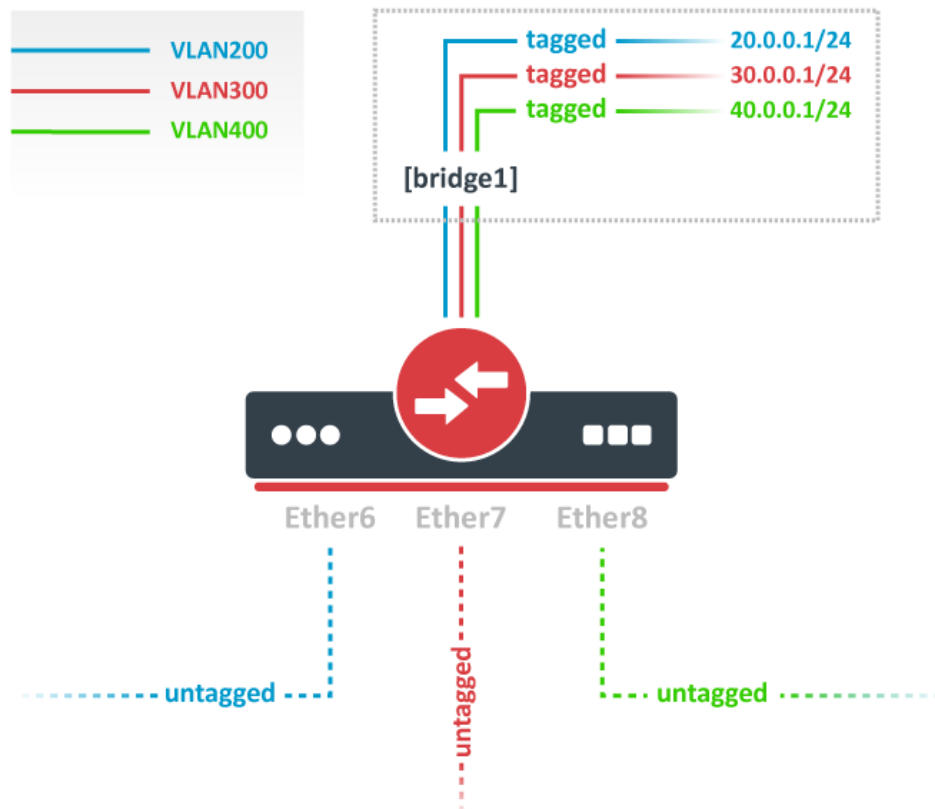 VLAN200
VLAN300
VLAN400
tagged 20.0.0.1/24
tagged 30.0.0.1/24
tagged 40.0.0.1/24
[bridge1]
Ether6 Ether7 Ether8
untagged
untagged
untagged